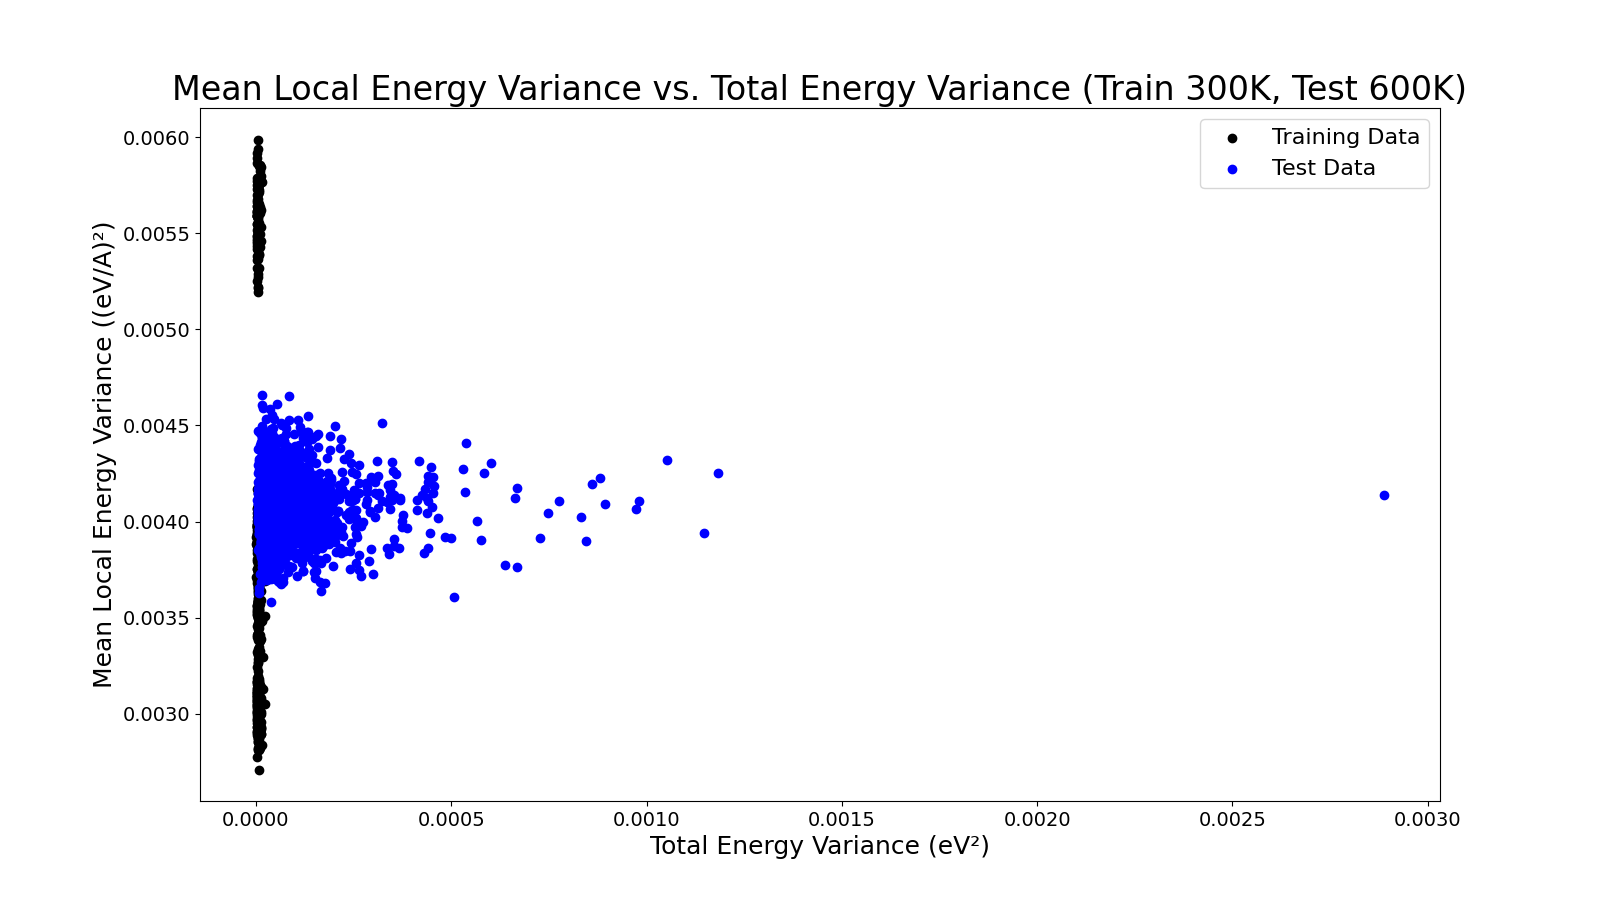 Mean Local Energy Variance vs. Total Energy Variance (Train 300K, Test 600K)
Training Data
Test Data
Mean Local Energy Variance ((eV/A)²)
0.0060
0.0055
0.0050
0.0045
0.0040
0.0035
0.0030
0.0000 0.0005 0.0010 0.0015 0.0020 0.0025 0.0030
Total Energy Variance (eV²)